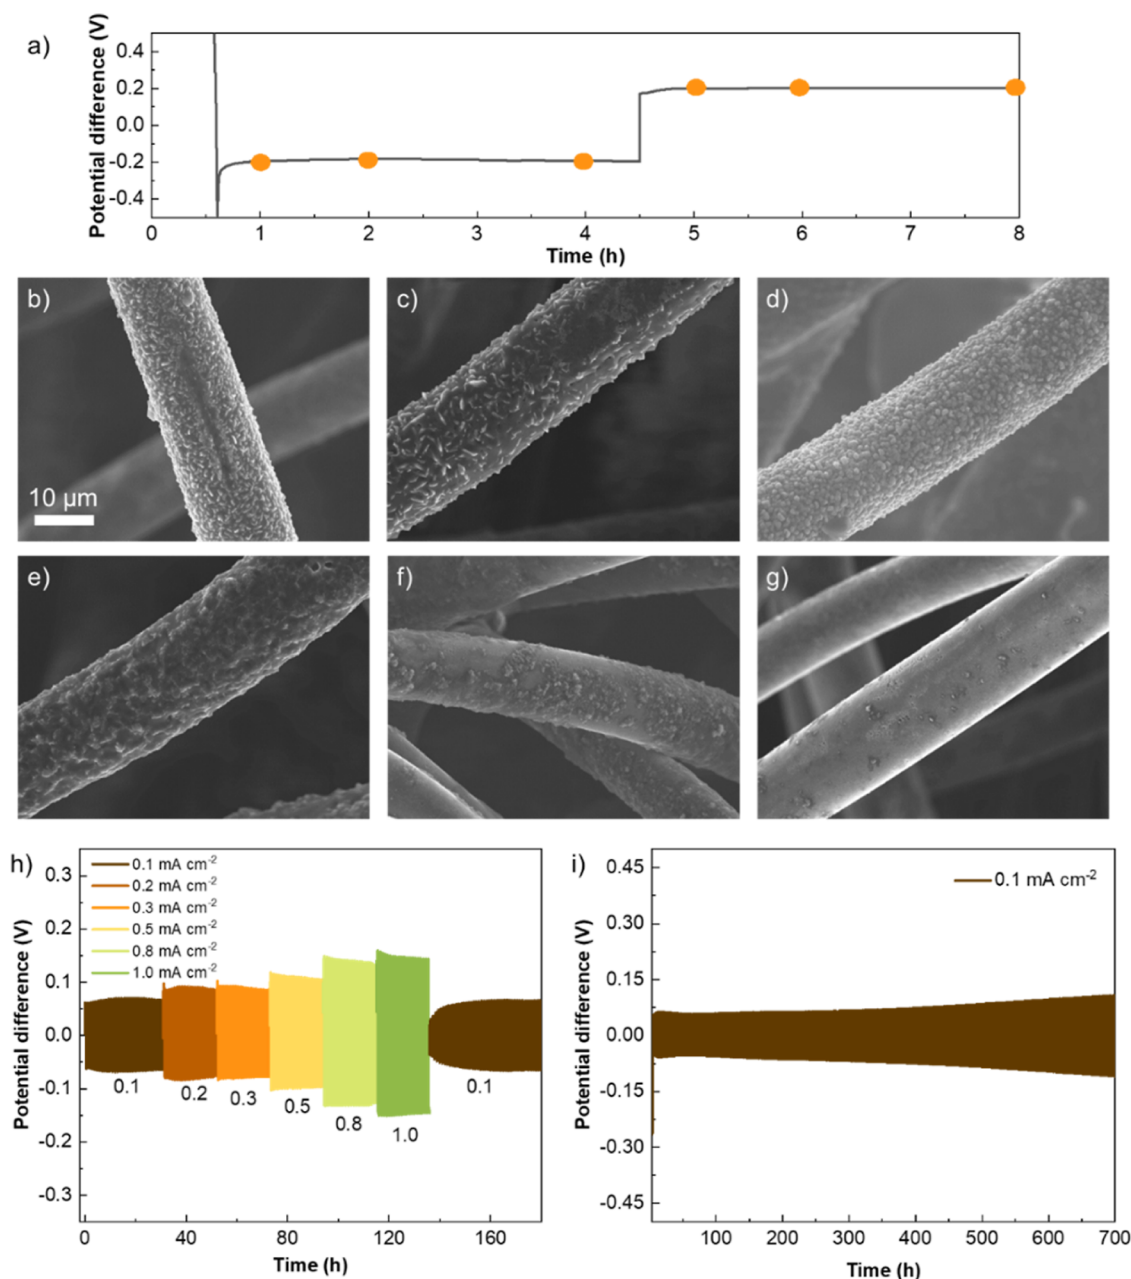 a)
Potential difference (V)
0.4
0.2
0.0
-0.2
-0.4
0
1
2
3
4
5
6
7
8
Time (h)
b)
10 µm
c)
d)
e)
f)
g)
h)
Potential difference (V)
0.3
0.2
0.1
0.0
-0.1
-0.2
-0.3
0.1 mA cm⁻²
0.2 mA cm⁻²
0.3 mA cm⁻²
0.5 mA cm⁻²
0.8 mA cm⁻²
1.0 mA cm⁻²
0.1
0.2
0.3
0.5
0.8
1.0
0.1
0
40
80
120
160
Time (h)
i)
Potential difference (V)
0.45
0.30
0.15
0.00
-0.15
-0.30
-0.45
0.1 mA cm⁻²
100
200
300
400
500
600
700
Time (h)